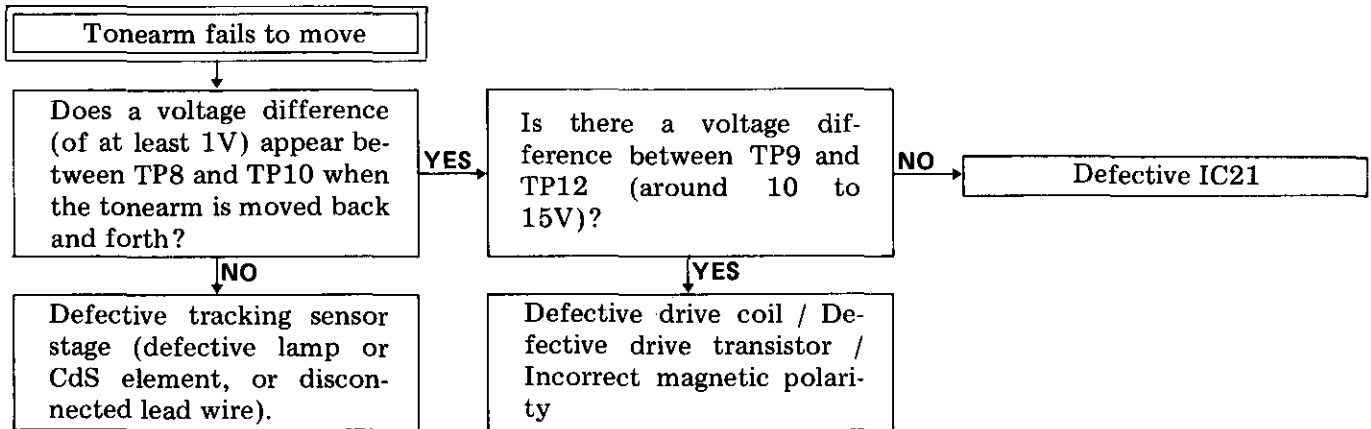 Tonearm fails to move
Does a voltage difference
(of at least 1V) appear be-
tween TP8 and TP10 when
the tonearm is moved back
and forth?
YES
Is there a voltage dif-
ference between TP9 and
TP12 (around 10 to
15V)?
NO
Defective IC21
NO
Defective tracking sensor
stage (defective lamp or
CdS element, or discon-
nected lead wire).
YES
Defective drive coil / De-
fective drive transistor /
Incorrect magnetic polari-
ty